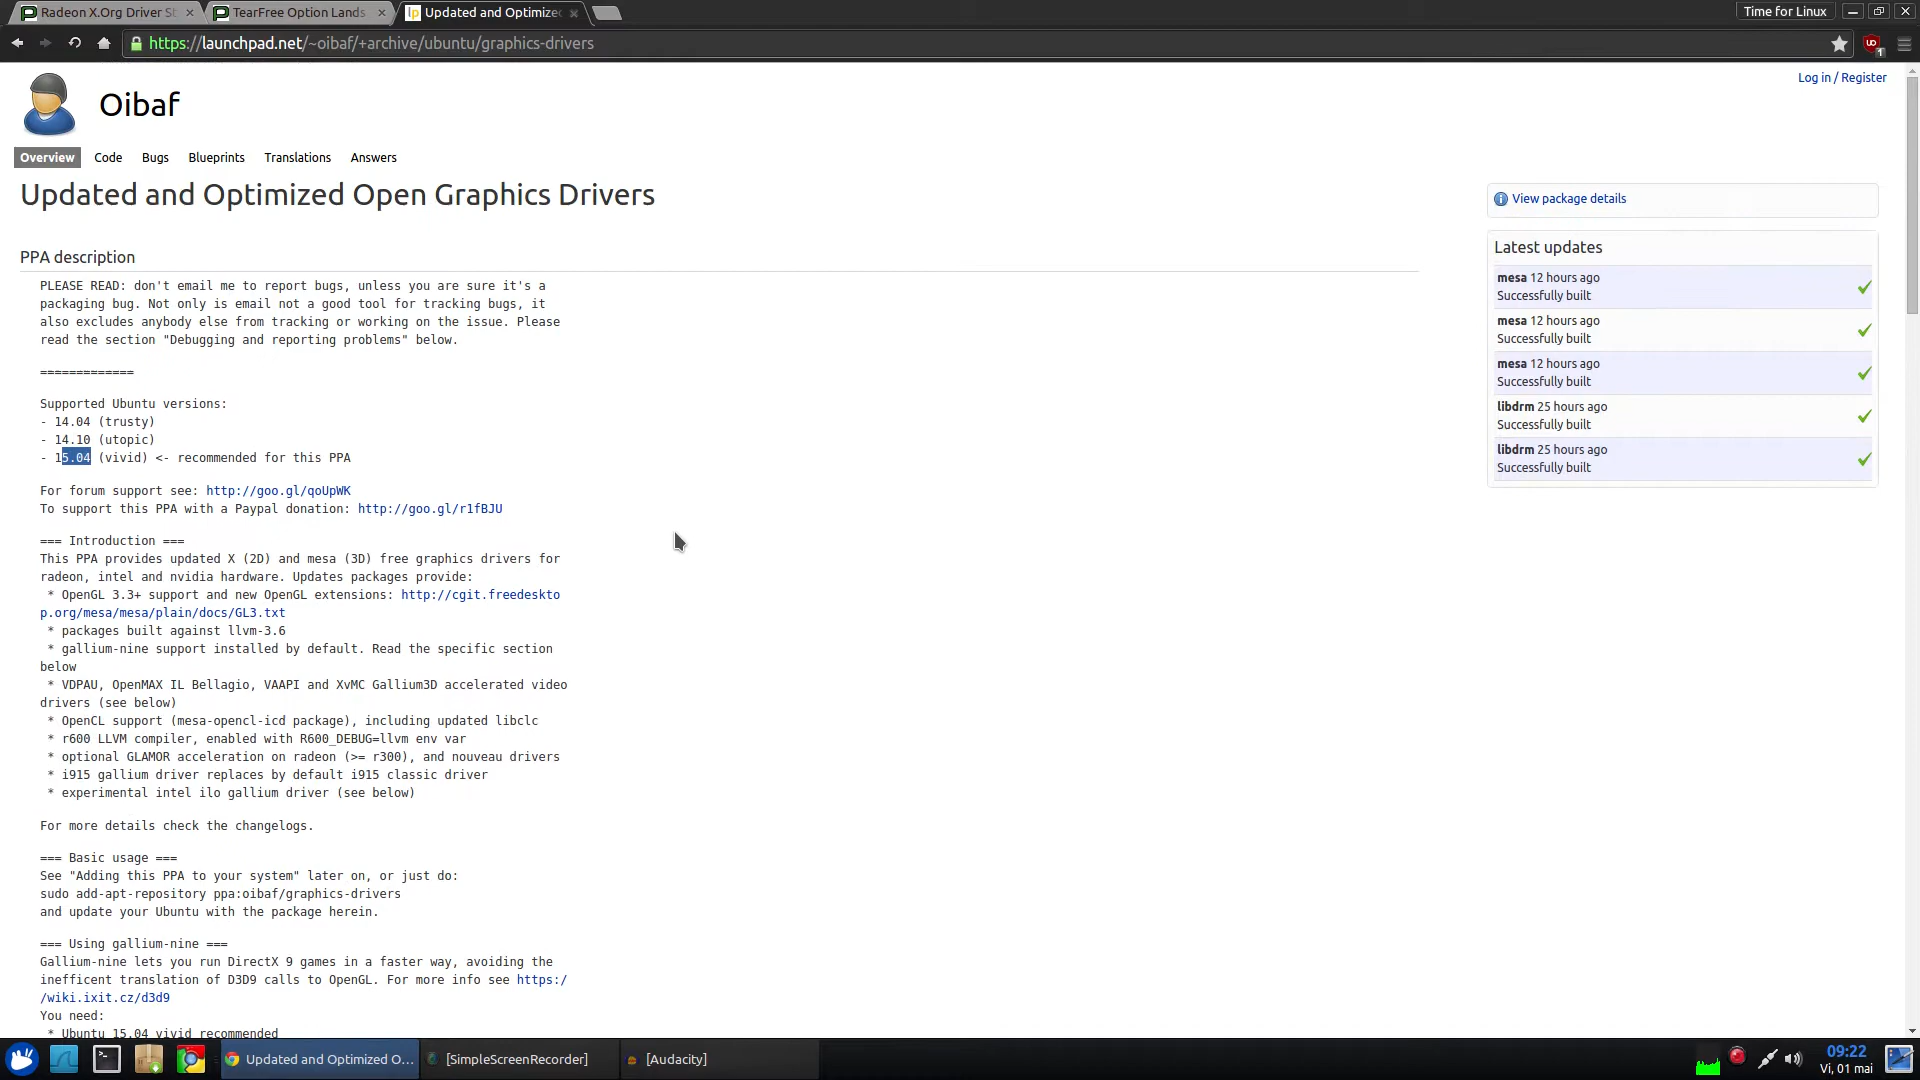 Radeon X.Org Driver St
TearFree Option Lands
Updated and Optimized
Time for Linux
https://launchpad.net/~oibaf/+archive/ubuntu/graphics-drivers
Log in / Register
Oibaf
Overview Code Bugs Blueprints Translations Answers
Updated and Optimized Open Graphics Drivers
PPA description
PLEASE READ: don't email me to report bugs, unless you are sure it's a
packaging bug. Not only is email not a good tool for tracking bugs, it
also excludes anybody else from tracking or working on the issue. Please
read the section "Debugging and reporting problems" below.
=============
Supported Ubuntu versions:
- 14.04 (trusty)
- 14.10 (utopic)
- 15.04 (vivid) <- recommended for this PPA
For forum support see: http://goo.gl/qoUpWK
To support this PPA with a Paypal donation: http://goo.gl/r1fBJU
=== Introduction ===
This PPA provides updated X (2D) and mesa (3D) free graphics drivers for
radeon, intel and nvidia hardware. Updates packages provide:
* OpenGL 3.3+ support and new OpenGL extensions: http://cgit.freedeskto
p.org/mesa/mesa/plain/docs/GL3.txt
* packages built against llvm-3.6
* gallium-nine support installed by default. Read the specific section
below
* VDPAU, OpenMAX IL Bellagio, VAAPI and XvMC Gallium3D accelerated video
drivers (see below)
* OpenCL support (mesa-opencl-icd package), including updated libclc
* r600 LLVM compiler, enabled with R600_DEBUG=llvm env var
* optional GLAMOR acceleration on radeon (>= r300), and nouveau drivers
* i915 gallium driver replaces by default i915 classic driver
* experimental intel ilo gallium driver (see below)
For more details check the changelogs.
=== Basic usage ===
See "Adding this PPA to your system" later on, or just do:
sudo add-apt-repository ppa:oibaf/graphics-drivers
and update your Ubuntu with the package herein.
=== Using gallium-nine ===
Gallium-nine lets you run DirectX 9 games in a faster way, avoiding the
inefficent translation of D3D9 calls to OpenGL. For more info see https:/
/wiki.ixit.cz/d3d9
You need:
* Ubuntu 15.04 vivid recommended
View package details
Latest updates
mesa 12 hours ago
Successfully built
mesa 12 hours ago
Successfully built
mesa 12 hours ago
Successfully built
libdrm 25 hours ago
Successfully built
libdrm 25 hours ago
Successfully built
Updated and Optimized O...
[SimpleScreenRecorder]
[Audacity]
09:22
Vi, 01 mai